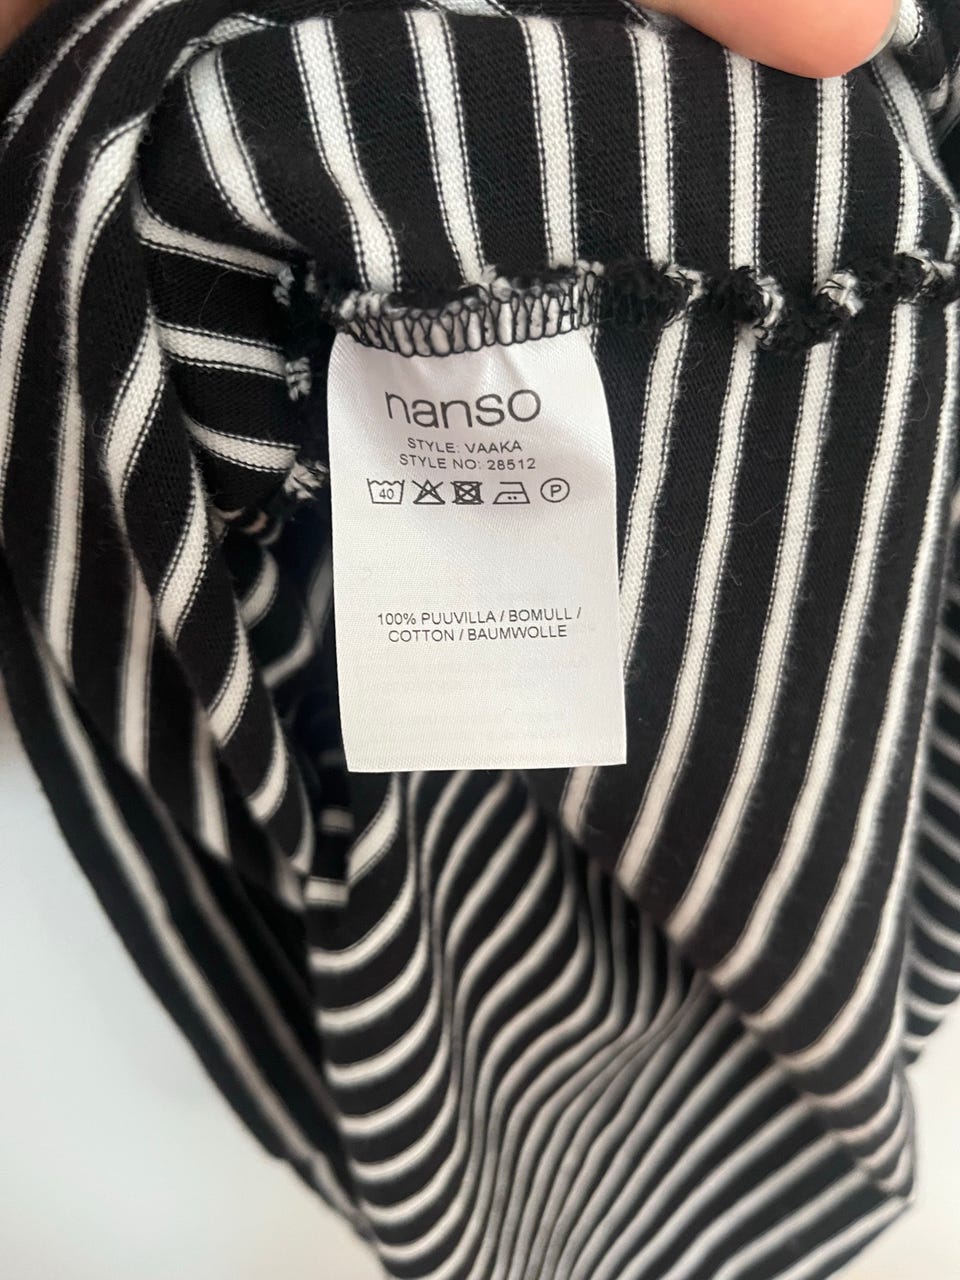 nanso
STYLE: VAAKA
STYLE NO: 28512
40 P
100% PUUVILLA / BOMULL /
COTTON / BAUMWOLLE